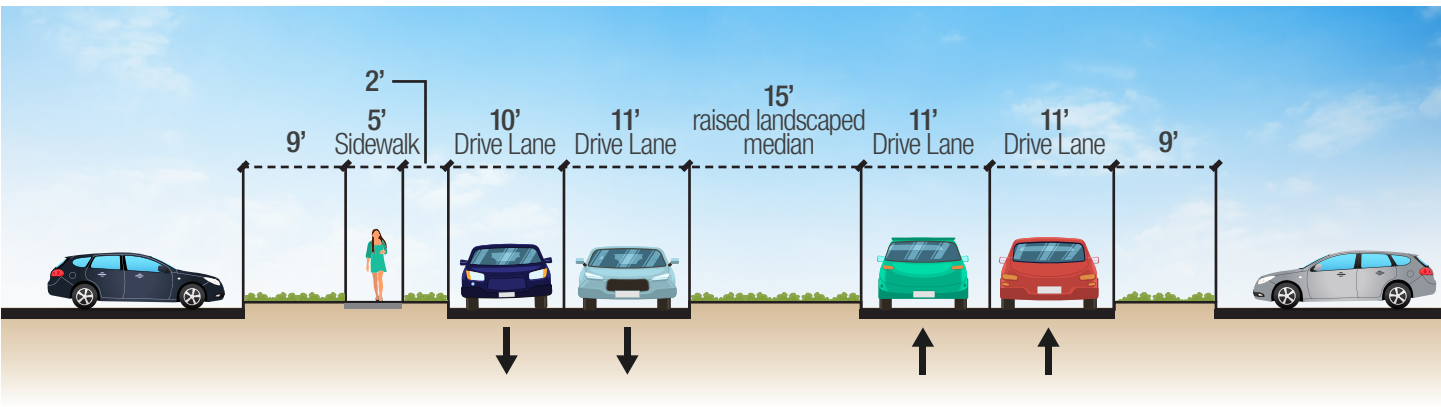 2’
9’
5’
Sidewalk
10’
Drive Lane
11’
Drive Lane
15’
raised landscaped
median
11’
Drive Lane
11’
Drive Lane
9’